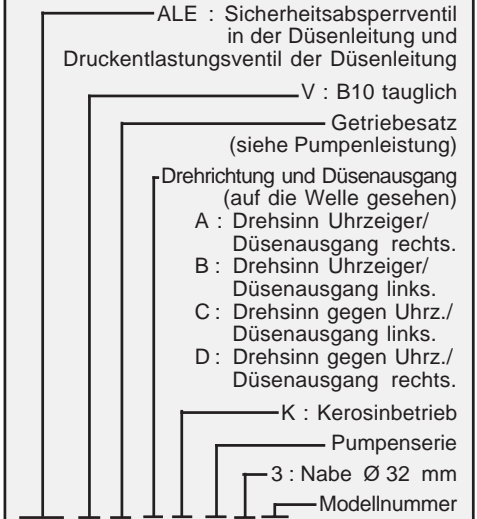 ALE : Sicherheitsabsperrventil
in der Düsenleitung und
Druckentlastungsventil der Düsenleitung
V : B10 tauglich
Getriebesatz
(siehe Pumpenleistung)
Drehrichtung und Düsenausgang
(auf die Welle gesehen)
A : Drehsinn Uhrzeiger/
Düsenausgang rechts.
B : Drehsinn Uhrzeiger/
Düsenausgang links.
C : Drehsinn gegen Uhrz./
Düsenausgang links.
D : Drehsinn gegen Uhrz./
Düsenausgang rechts.
K : Kerosinbetrieb
Pumpenserie
3 : Nabe Ø 32 mm
Modellnummer